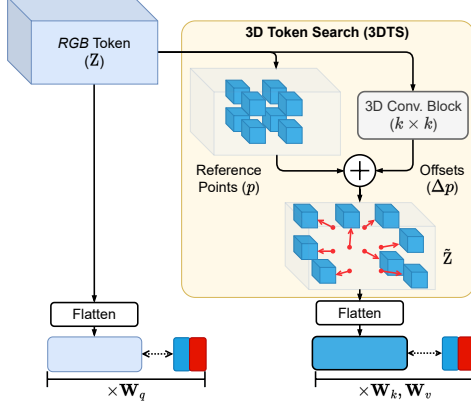 RGB Token
(Z)
3D Token Search (3DTS)
3D Conv. Block
(k × k)
Reference
Points (p)
Offsets
(Δp)
Z̃
Flatten
Flatten
×W_q
×W_k, W_v